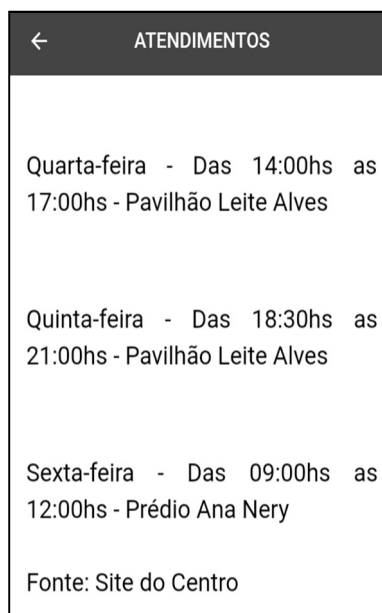 ATENDIMENTOS
Quarta-feira - Das 14:00hs as
17:00hs - Pavilhão Leite Alves
Quinta-feira - Das 18:30hs as
21:00hs - Pavilhão Leite Alves
Sexta-feira - Das 09:00hs as
12:00hs - Prédio Ana Nery
Fonte: Site do Centro